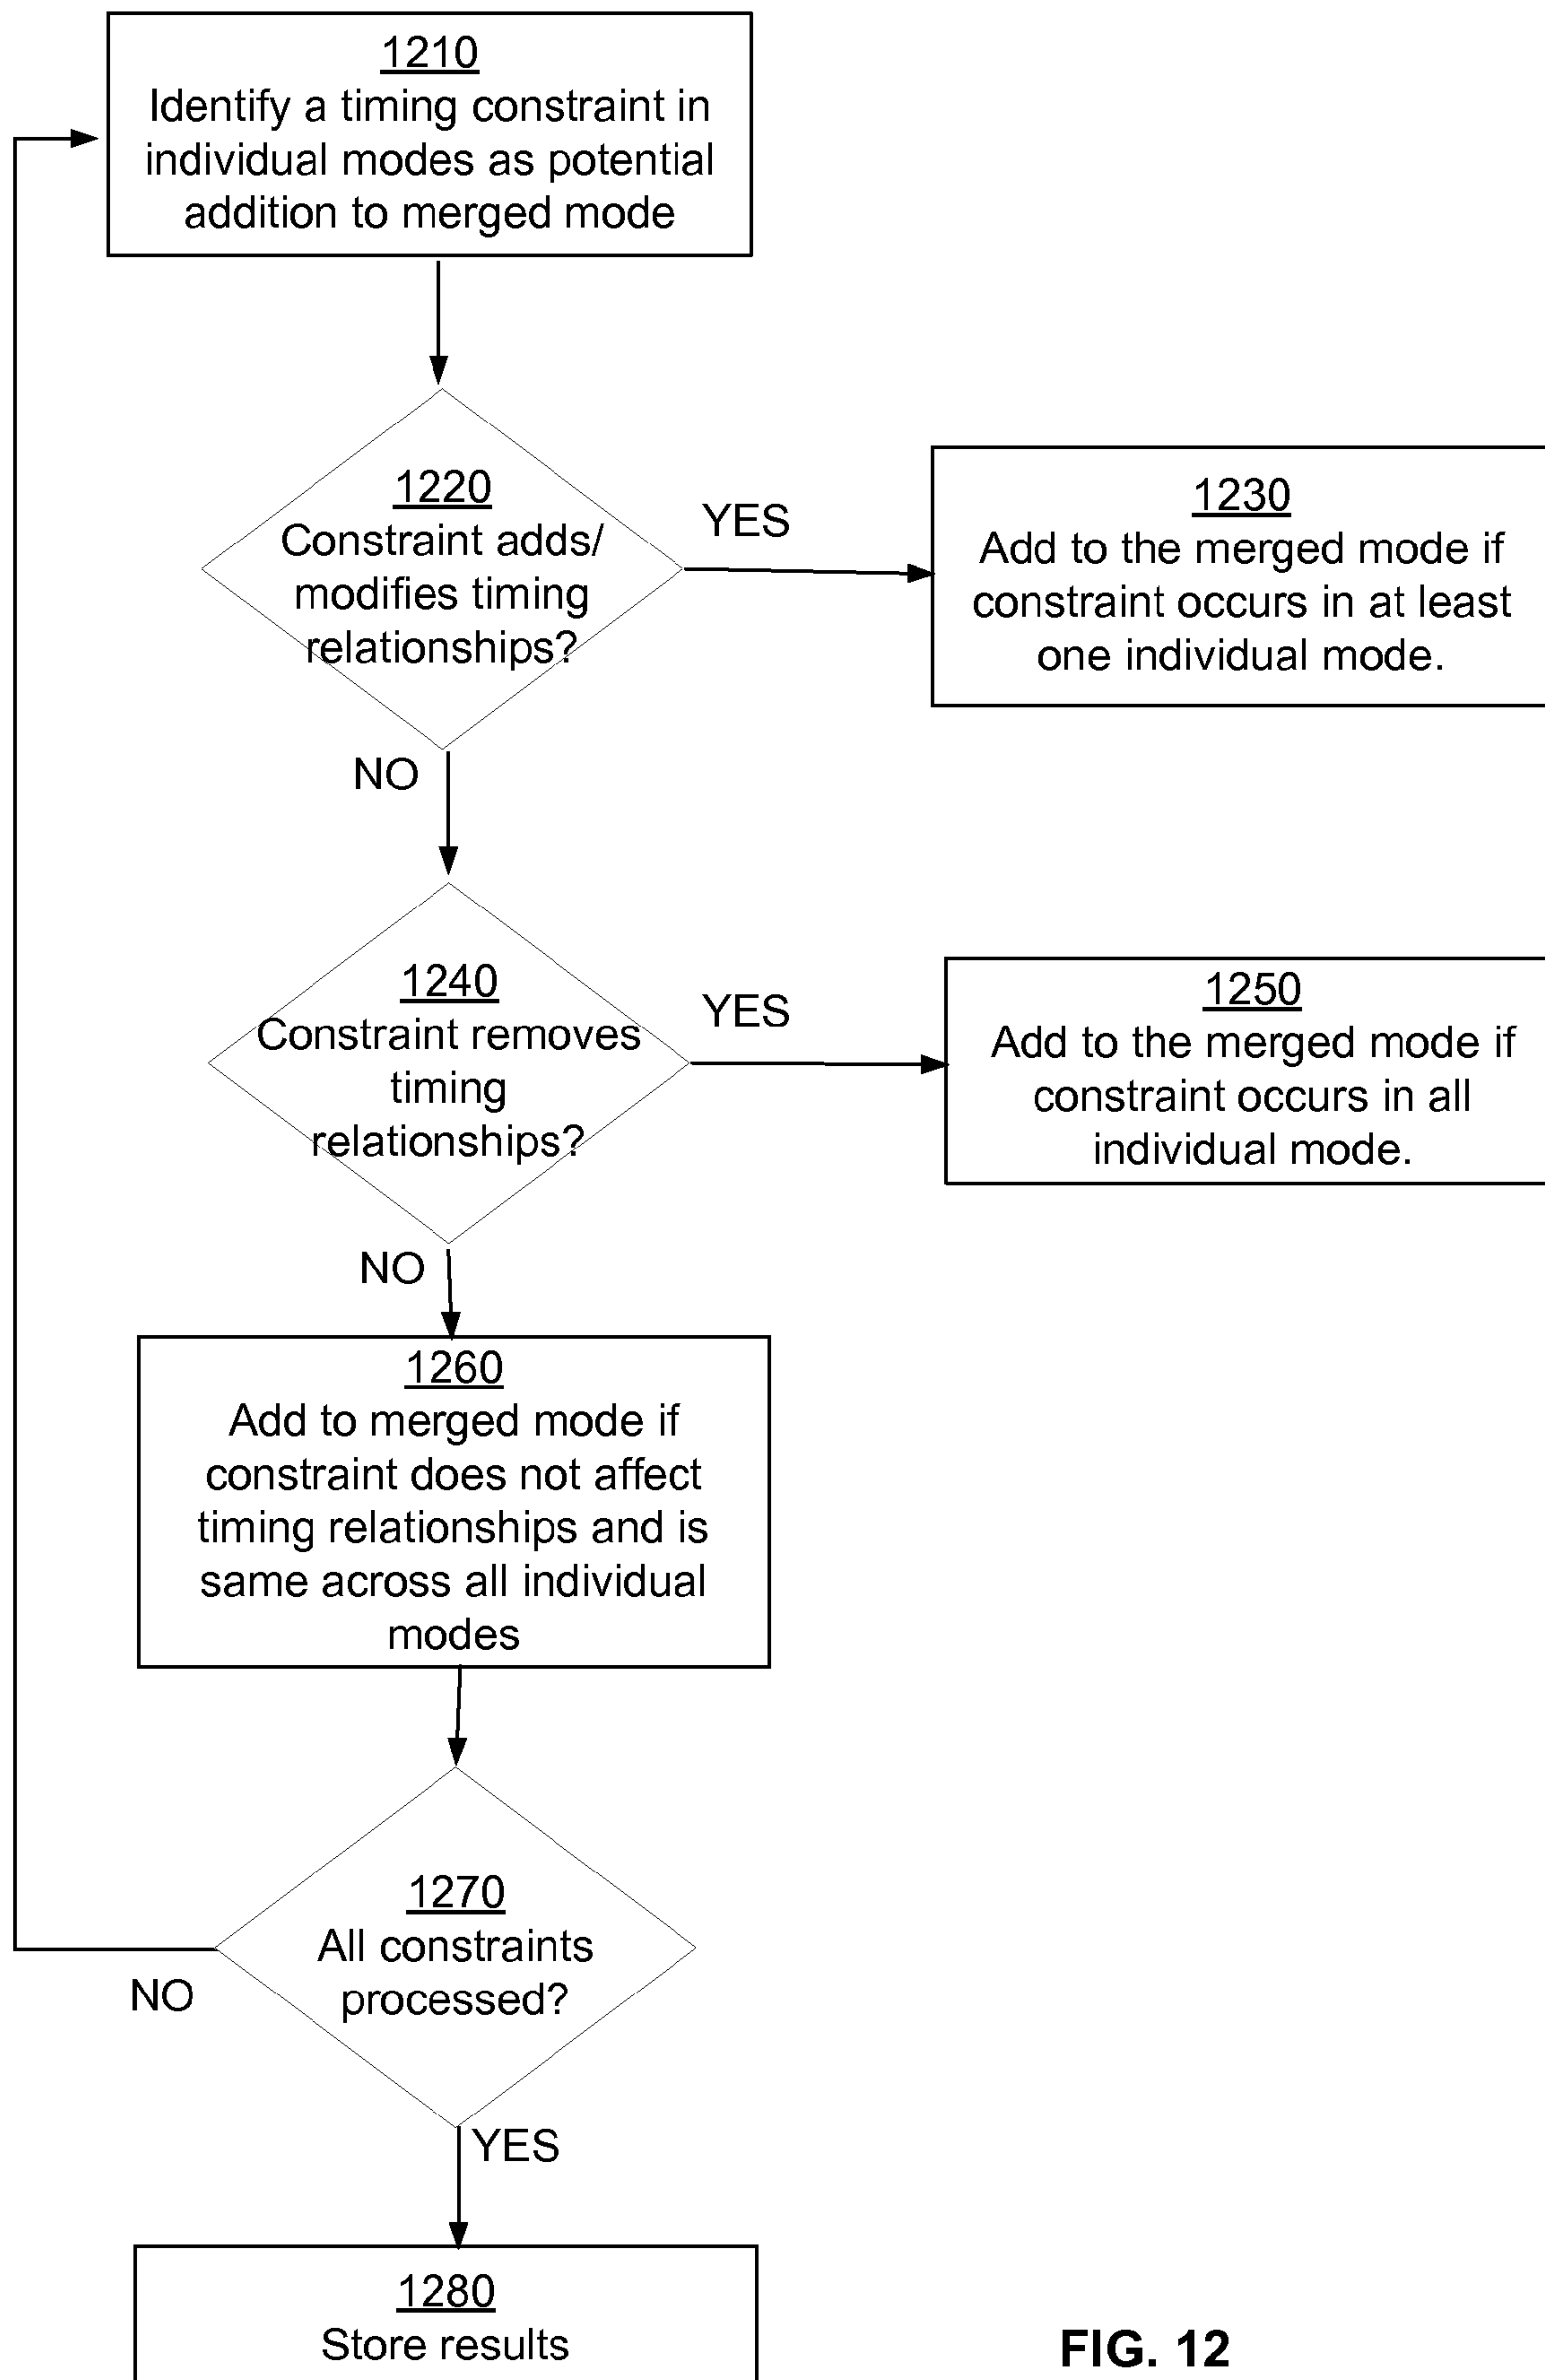 1210
Identify a timing constraint in
individual modes as potential
addition to merged mode
1220
Constraint adds/
modifies timing
relationships?
YES
1230
Add to the merged mode if
constraint occurs in at least
one individual mode.
NO
1240
Constraint removes
timing
relationships?
YES
1250
Add to the merged mode if
constraint occurs in all
individual mode.
NO
1260
Add to merged mode if
constraint does not affect
timing relationships and is
same across all individual
modes
1270
All constraints
processed?
NO
YES
1280
Store results
FIG. 12